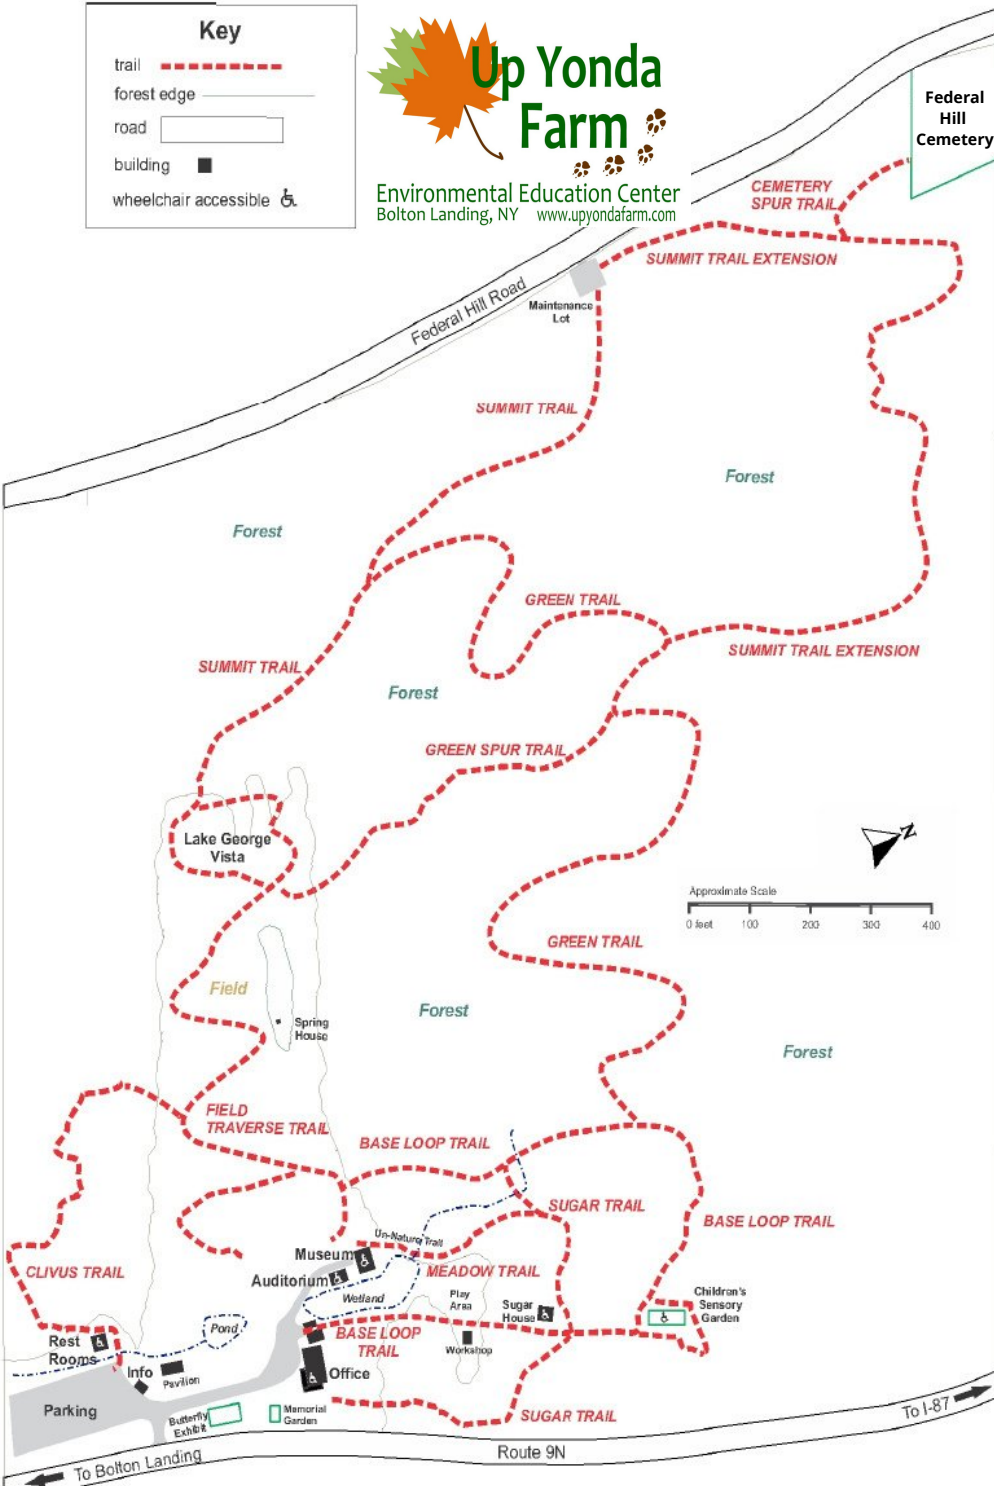 Key
trail
forest edge
road
building
wheelchair accessible
Up Yonda
Farm
Environmental Education Center
Bolton Landing, NY www.upyondafarm.com
Federal
Hill
Cemetery
CEMETERY
SPUR TRAIL
SUMMIT TRAIL EXTENSION
Federal Hill Road
Maintenance
Lot
SUMMIT TRAIL
Forest
Forest
GREEN TRAIL
SUMMIT TRAIL EXTENSION
SUMMIT TRAIL
Forest
GREEN SPUR TRAIL
Lake George
Vista
N
Approximate Scale
0 feet 100 200 300 400
GREEN TRAIL
Field
Forest
Spring
House
Forest
FIELD
TRAVERSE TRAIL
BASE LOOP TRAIL
SUGAR TRAIL
BASE LOOP TRAIL
Un-Nature Trail
Museum
CLIVUS TRAIL
Auditorium
MEADOW TRAIL
Wetland
Play
Area
Sugar
House
Children's
Sensory
Garden
Pond
BASE LOOP
TRAIL
Workshop
Rest
Rooms
Info
Pavilion
Office
Parking
Butterfly
Exhibit
Memorial
Garden
SUGAR TRAIL
To I-87
Route 9N
To Bolton Landing